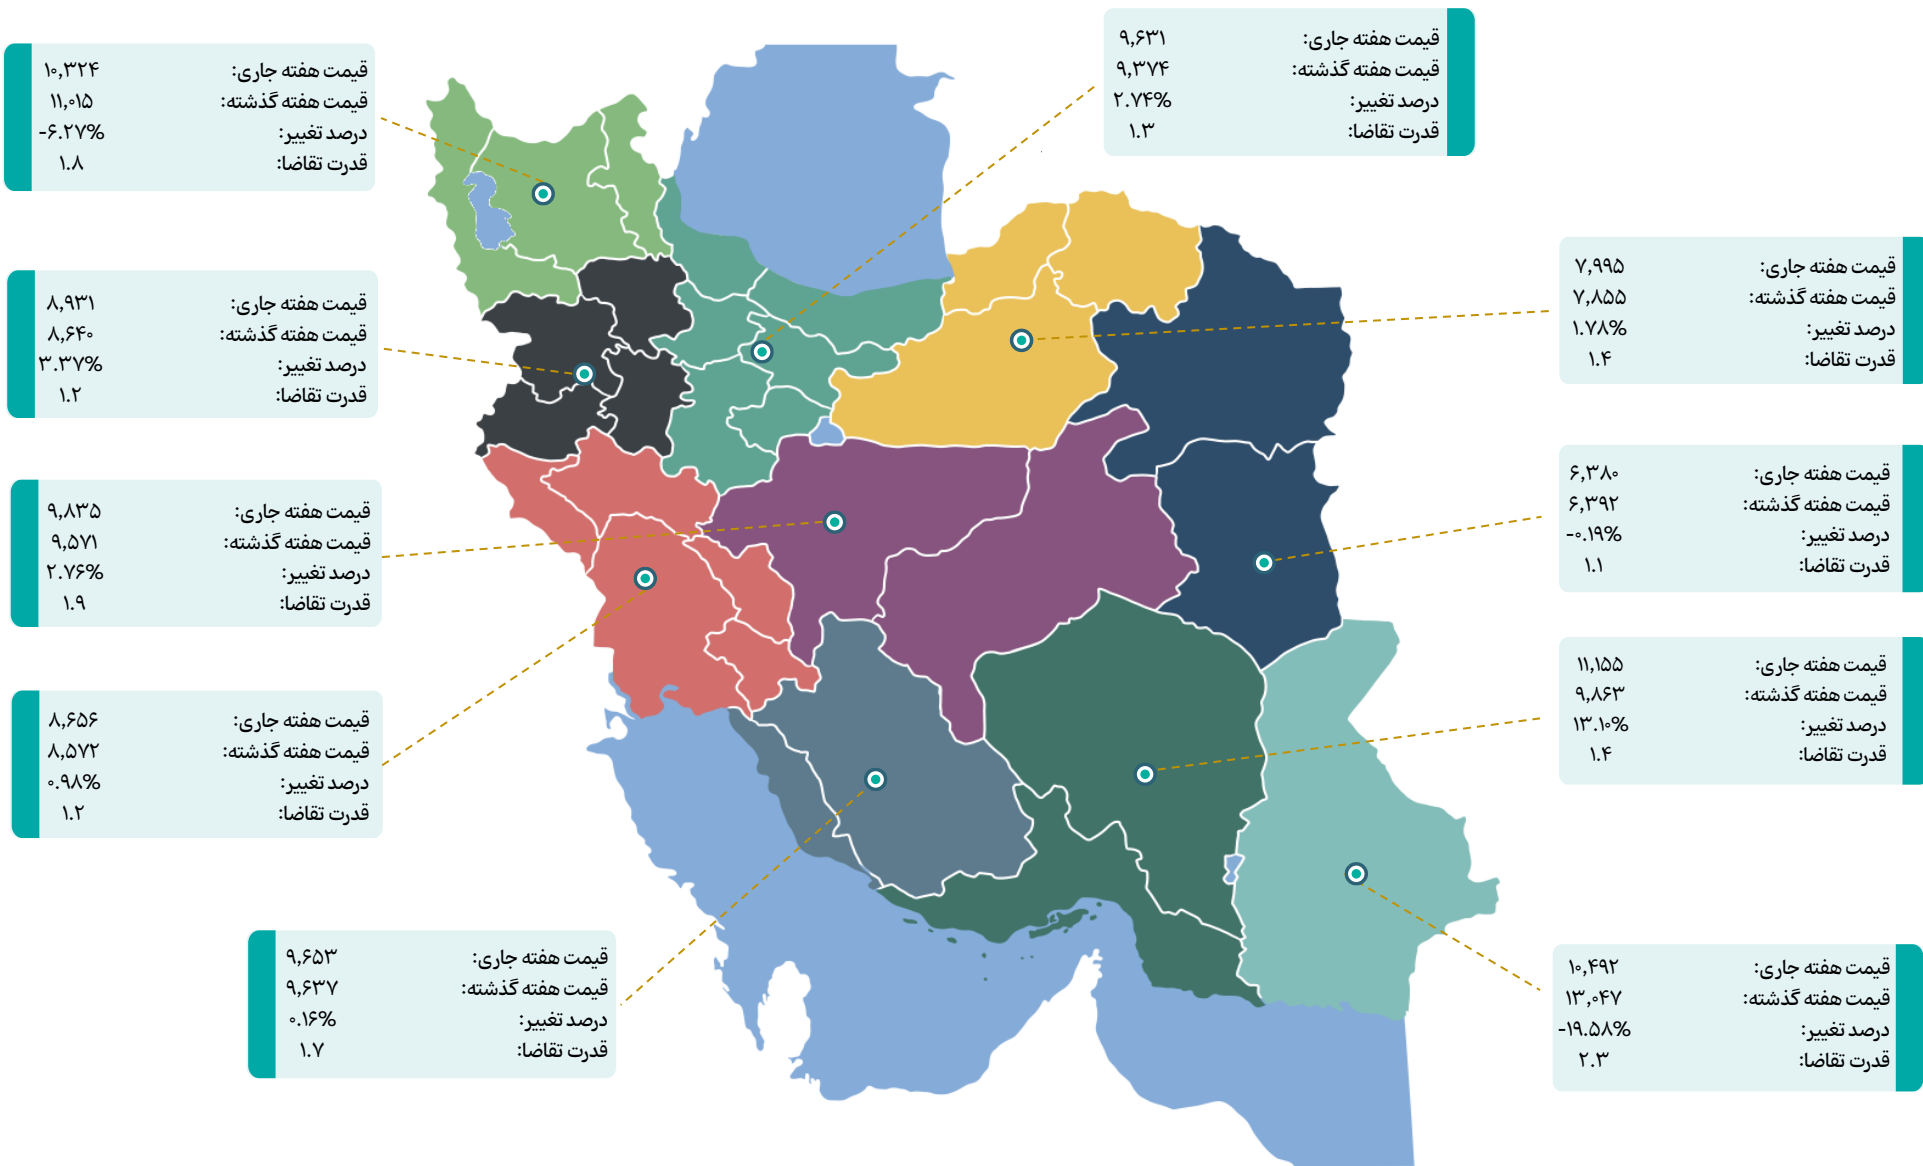 قیمت هفته جاری: ۹,۶۳۱
قیمت هفته گذشته: ۹,۳۷۴
درصد تغییر: ۲.۷۴%
قدرت تقاضا: ۱.۳
قیمت هفته جاری: ۱۰,۳۲۴
قیمت هفته گذشته: ۱۱,۰۱۵
درصد تغییر: -۶.۲۷%
قدرت تقاضا: ۱.۸
قیمت هفته جاری: ۷,۹۹۵
قیمت هفته گذشته: ۷,۸۵۵
درصد تغییر: ۱.۷۸%
قدرت تقاضا: ۱.۴
قیمت هفته جاری: ۸,۹۳۱
قیمت هفته گذشته: ۸,۶۴۰
درصد تغییر: ۳.۳۷%
قدرت تقاضا: ۱.۲
قیمت هفته جاری: ۶,۳۸۰
قیمت هفته گذشته: ۶,۳۹۲
درصد تغییر: -۰.۱۹%
قدرت تقاضا: ۱.۱
قیمت هفته جاری: ۹,۸۳۵
قیمت هفته گذشته: ۹,۵۷۱
درصد تغییر: ۲.۷۶%
قدرت تقاضا: ۱.۹
قیمت هفته جاری: ۱۱,۱۵۵
قیمت هفته گذشته: ۹,۸۶۳
درصد تغییر: ۱۳.۱۰%
قدرت تقاضا: ۱.۴
قیمت هفته جاری: ۸,۶۵۶
قیمت هفته گذشته: ۸,۵۷۲
درصد تغییر: ۰.۹۸%
قدرت تقاضا: ۱.۲
قیمت هفته جاری: ۱۰,۴۹۲
قیمت هفته گذشته: ۱۳,۰۴۷
درصد تغییر: -۱۹.۵۸%
قدرت تقاضا: ۲.۳
قیمت هفته جاری: ۹,۶۵۳
قیمت هفته گذشته: ۹,۶۳۷
درصد تغییر: ۰.۱۶%
قدرت تقاضا: ۱.۷